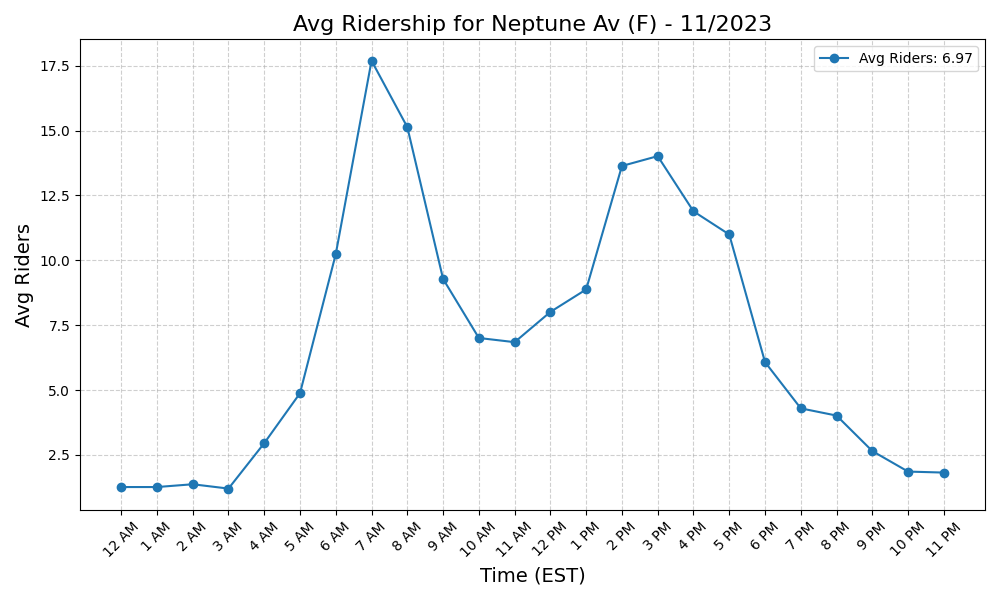 Avg Ridership for Neptune Av (F) - 11/2023
Avg Riders: 6.97
Avg Riders
17.5
15.0
12.5
10.0
7.5
5.0
2.5
12 AM
1 AM
2 AM
3 AM
4 AM
5 AM
6 AM
7 AM
8 AM
9 AM
10 AM
11 AM
12 PM
1 PM
2 PM
3 PM
4 PM
5 PM
6 PM
7 PM
8 PM
9 PM
10 PM
11 PM
Time (EST)